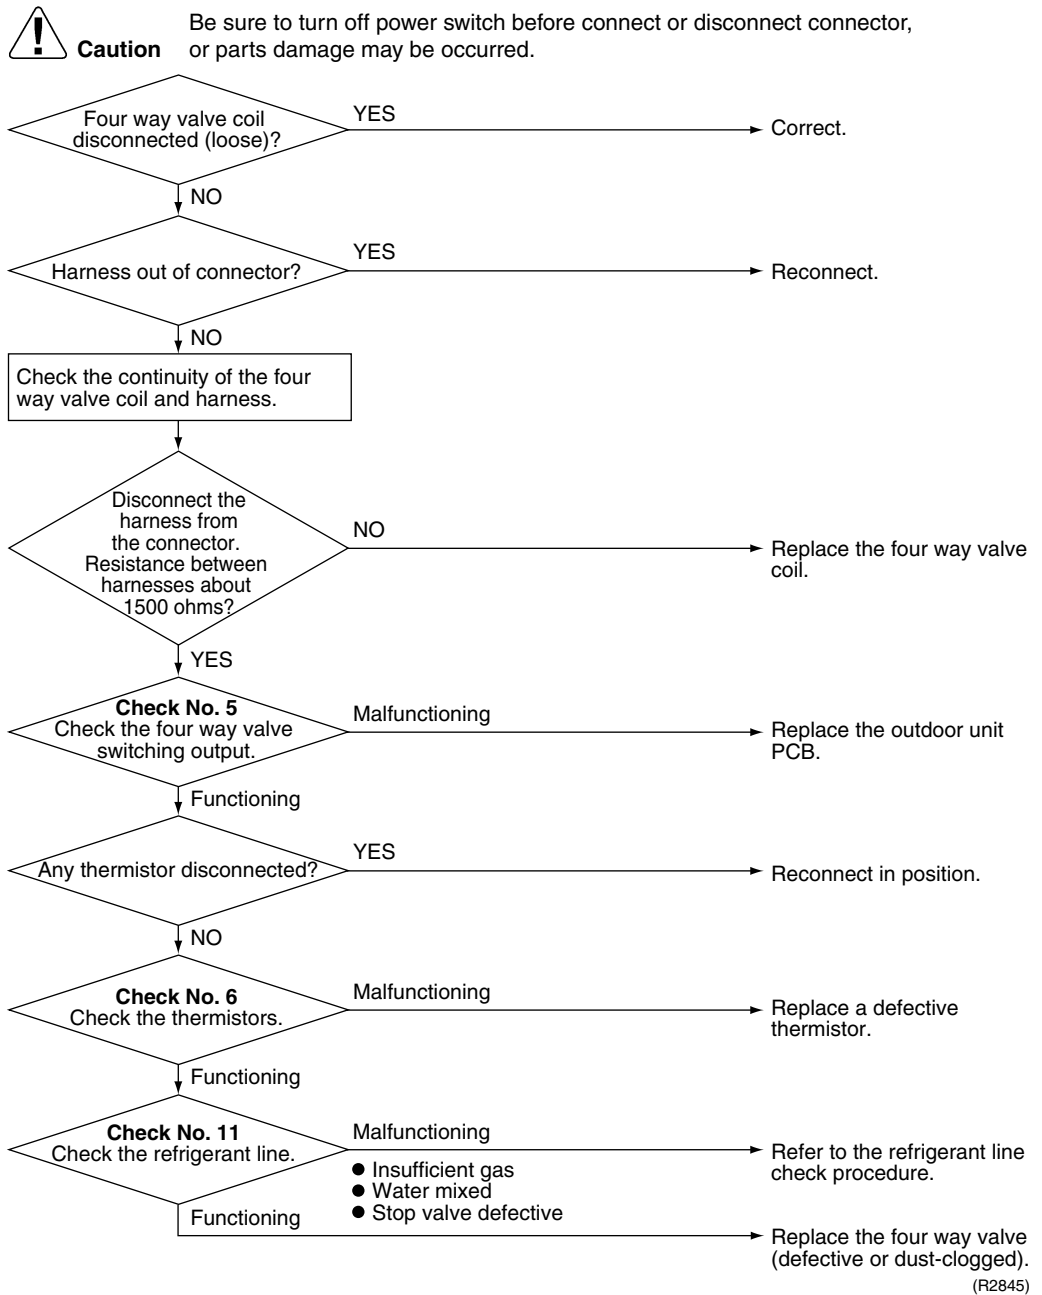 Be sure to turn off power switch before connect or disconnect connector,
Caution or parts damage may be occurred.
Four way valve coil
disconnected (loose)?
YES
Correct.
NO
Harness out of connector?
YES
Reconnect.
NO
Check the continuity of the four
way valve coil and harness.
Disconnect the
harness from
the connector.
Resistance between
harnesses about
1500 ohms?
NO
Replace the four way valve
coil.
YES
Check No. 5
Check the four way valve
switching output.
Malfunctioning
Replace the outdoor unit
PCB.
Functioning
Any thermistor disconnected?
YES
Reconnect in position.
NO
Check No. 6
Check the thermistors.
Malfunctioning
Replace a defective
thermistor.
Functioning
Check No. 11
Check the refrigerant line.
Malfunctioning
● Insufficient gas
● Water mixed
● Stop valve defective
Refer to the refrigerant line
check procedure.
Functioning
Replace the four way valve
(defective or dust-clogged).
(R2845)